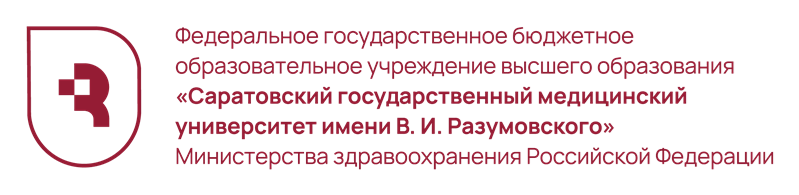 Федеральное государственное бюджетное
образовательное учреждение высшего образования
«Саратовский государственный медицинский
университет имени В. И. Разумовского»
Министерства здравоохранения Российской Федерации